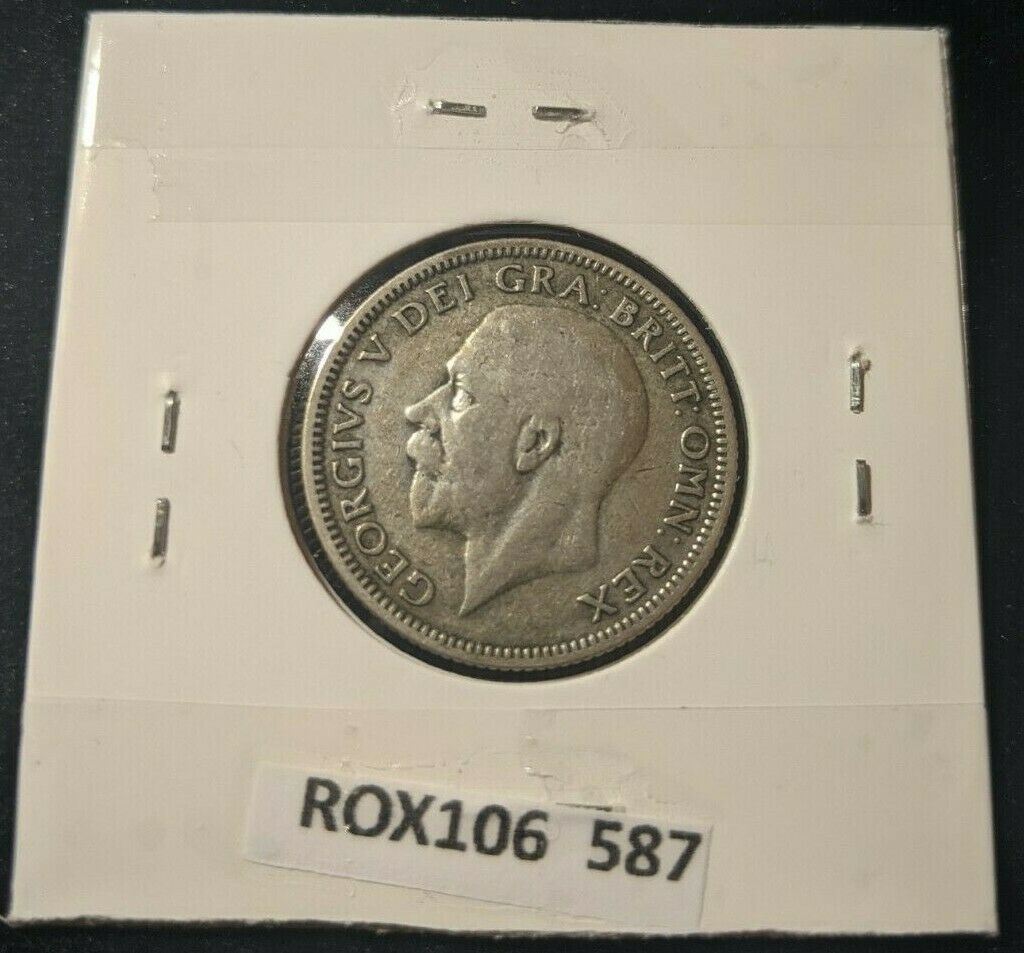 GEORGIVS V DEI GRA: BRITT: OMN: REX
ROX106 587